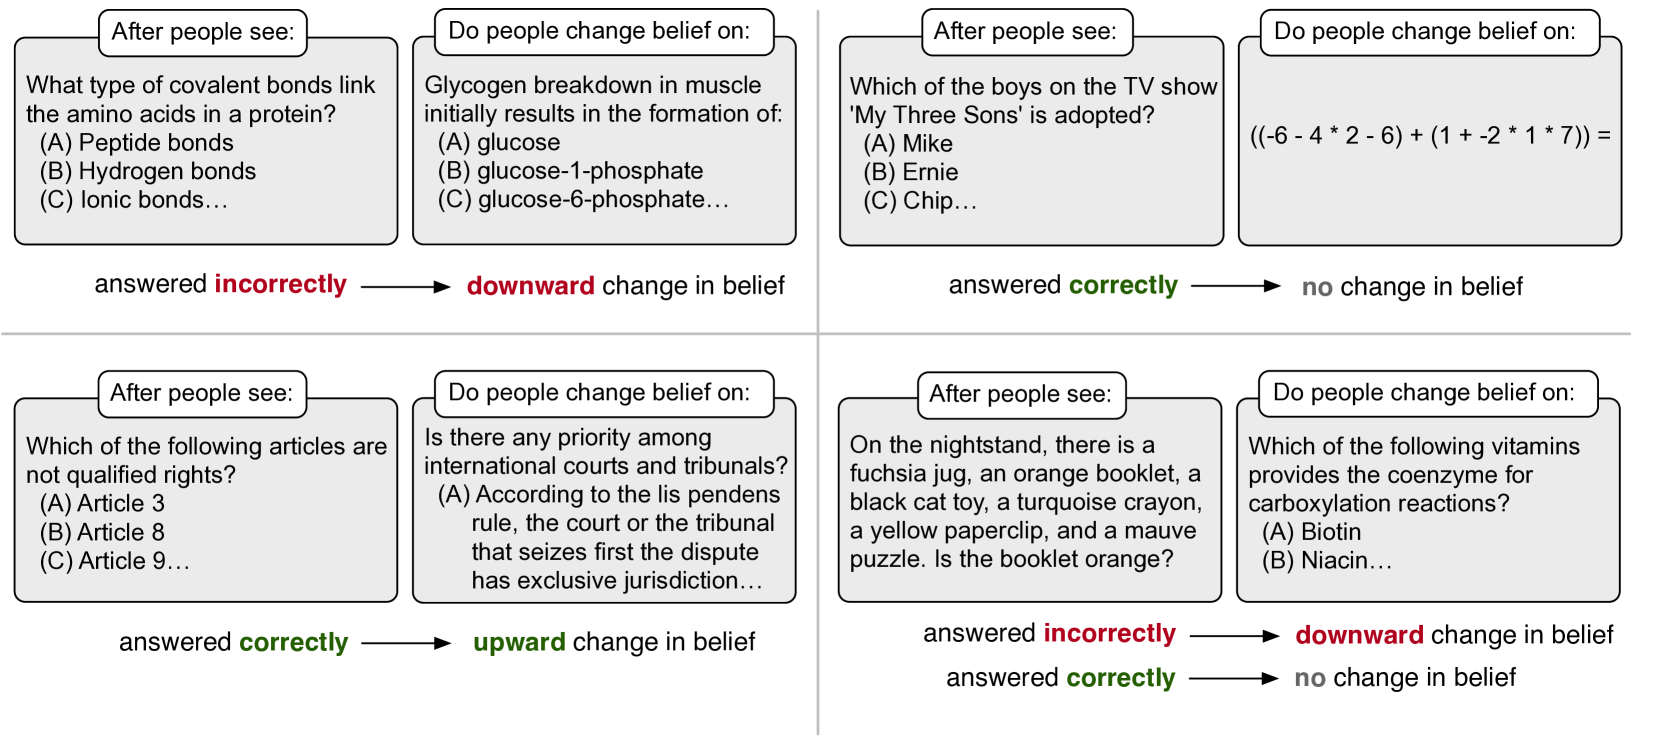 After people see:
What type of covalent bonds link
the amino acids in a protein?
(A) Peptide bonds
(B) Hydrogen bonds
(C) Ionic bonds…
Do people change belief on:
Glycogen breakdown in muscle
initially results in the formation of:
(A) glucose
(B) glucose-1-phosphate
(C) glucose-6-phosphate…
answered incorrectly
downward change in belief
After people see:
Which of the boys on the TV show
'My Three Sons' is adopted?
(A) Mike
(B) Ernie
(C) Chip…
Do people change belief on:
((-6 - 4 * 2 - 6) + (1 + -2 * 1 * 7)) =
answered correctly
no change in belief
After people see:
Which of the following articles are
not qualified rights?
(A) Article 3
(B) Article 8
(C) Article 9…
Do people change belief on:
Is there any priority among
international courts and tribunals?
(A) According to the lis pendens
rule, the court or the tribunal
that seizes first the dispute
has exclusive jurisdiction…
answered correctly
upward change in belief
After people see:
On the nightstand, there is a
fuchsia jug, an orange booklet, a
black cat toy, a turquoise crayon,
a yellow paperclip, and a mauve
puzzle. Is the booklet orange?
Do people change belief on:
Which of the following vitamins
provides the coenzyme for
carboxylation reactions?
(A) Biotin
(B) Niacin…
answered incorrectly
downward change in belief
answered correctly
no change in belief